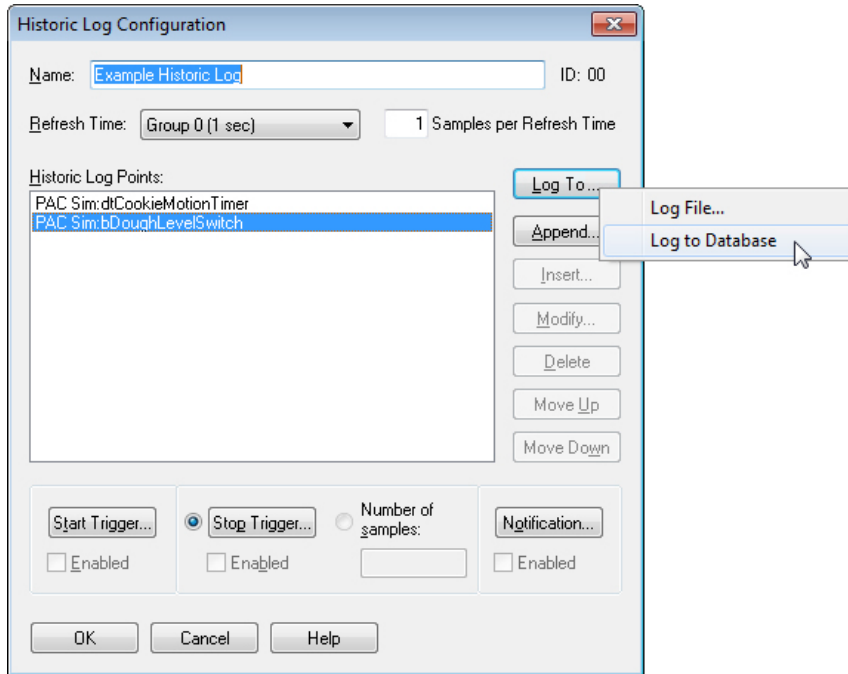 Historic Log Configuration
Name: Example Historic Log ID: 00
Refresh Time: Group 0 (1 sec) 1 Samples per Refresh Time
Historic Log Points:
PAC Sim:dtCookieMotionTimer
PAC Sim:bDoughLevelSwitch
Log To...
Log File...
Log to Database
Append...
Insert...
Modify...
Delete
Move Up
Move Down
Start Trigger...
Enabled
Stop Trigger...
Enabled
Number of
samples:
Notification...
Enabled
OK Cancel Help